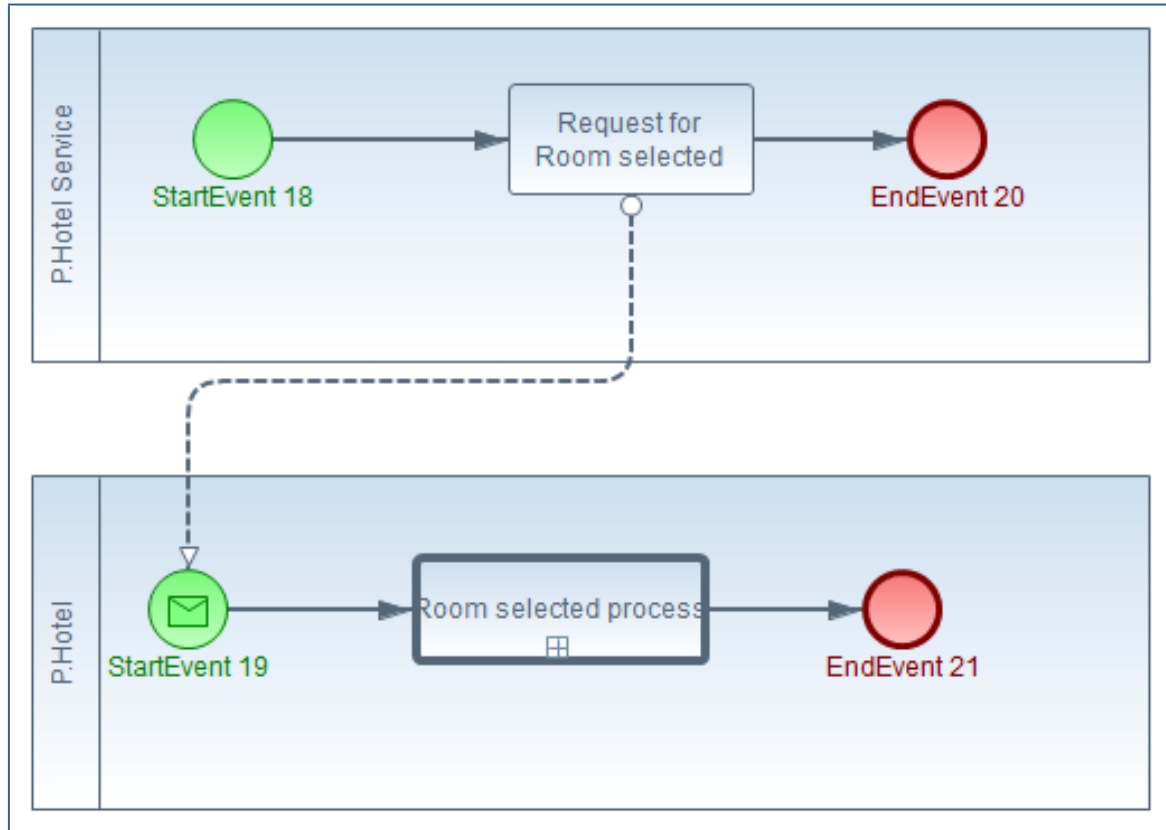 P.Hotel Service
StartEvent 18
Request for
Room selected
EndEvent 20
P.Hotel
StartEvent 19
Room selected process
EndEvent 21